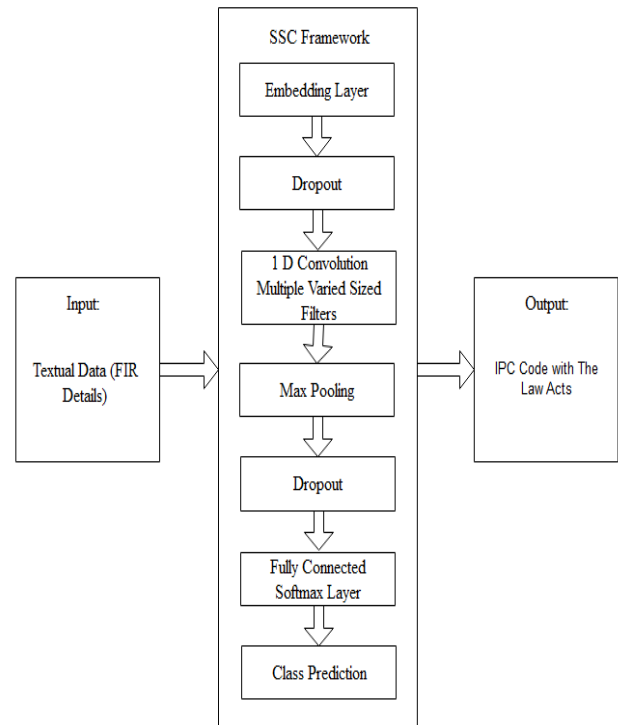 Input:
Textual Data (FIR
Details)
SSC Framework
Embedding Layer
Dropout
1 D Convolution
Multiple Varied Sized
Filters
Max Pooling
Dropout
Fully Connected
Softmax Layer
Class Prediction
Output:
IPC Code with The
Law Acts